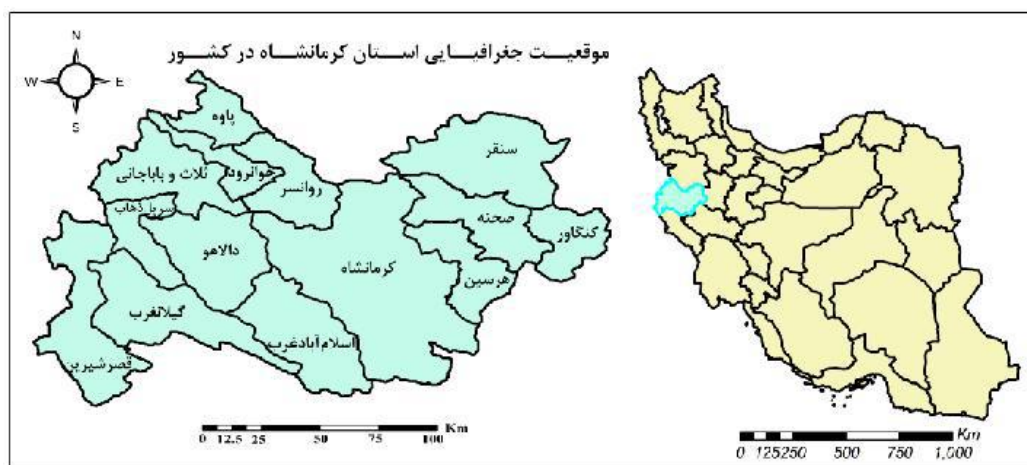 موقعیت جغرافیایی استان کرمانشاه در کشور
N
W E
S
پاوه
سنقر
ثلاث و باباجانی
جوانرود
روانسر
سرپل ذهاب
صحنه
کنگاور
دالاهو
کرمانشاه
هرسین
گیلانغرب
اسلام‌آبادغرب
قصرشیرین
Km
0 12.5 25 50 75 100
Km
0 125250 500 750 1,000